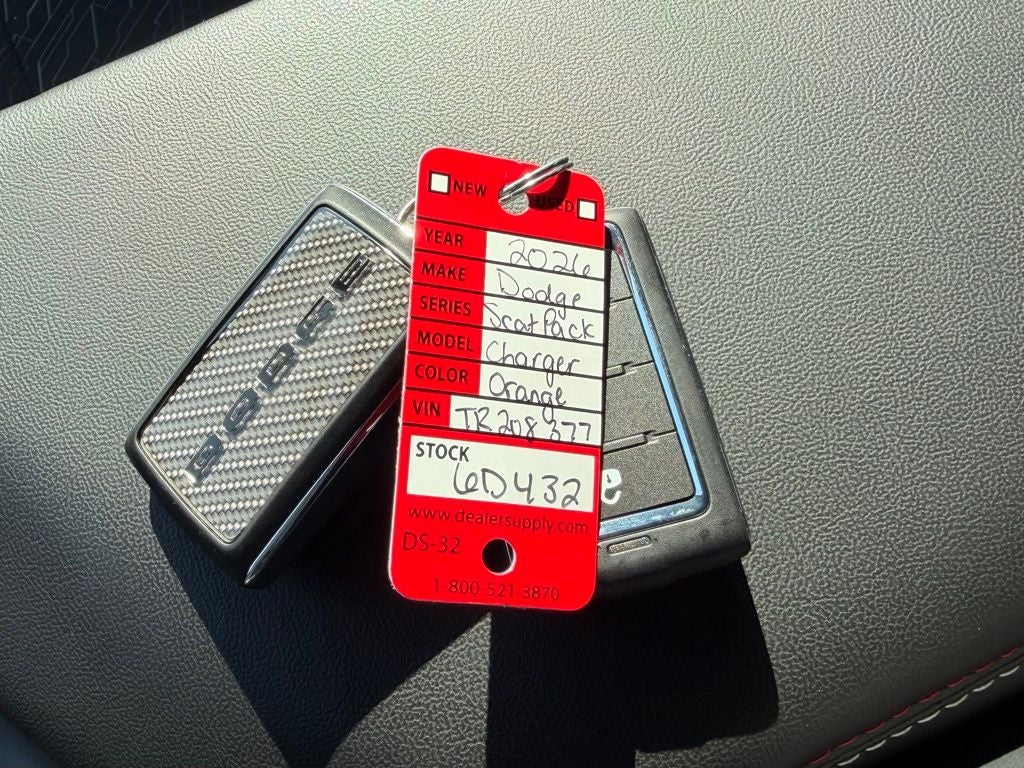 DODGE
NEW USED
YEAR 2026
MAKE Dodge
SERIES Scat Pack
MODEL Charger
COLOR Orange
VIN TR208377
STOCK
6D432
www.dealersupply.com
DS-32
1-800-521-3870
e